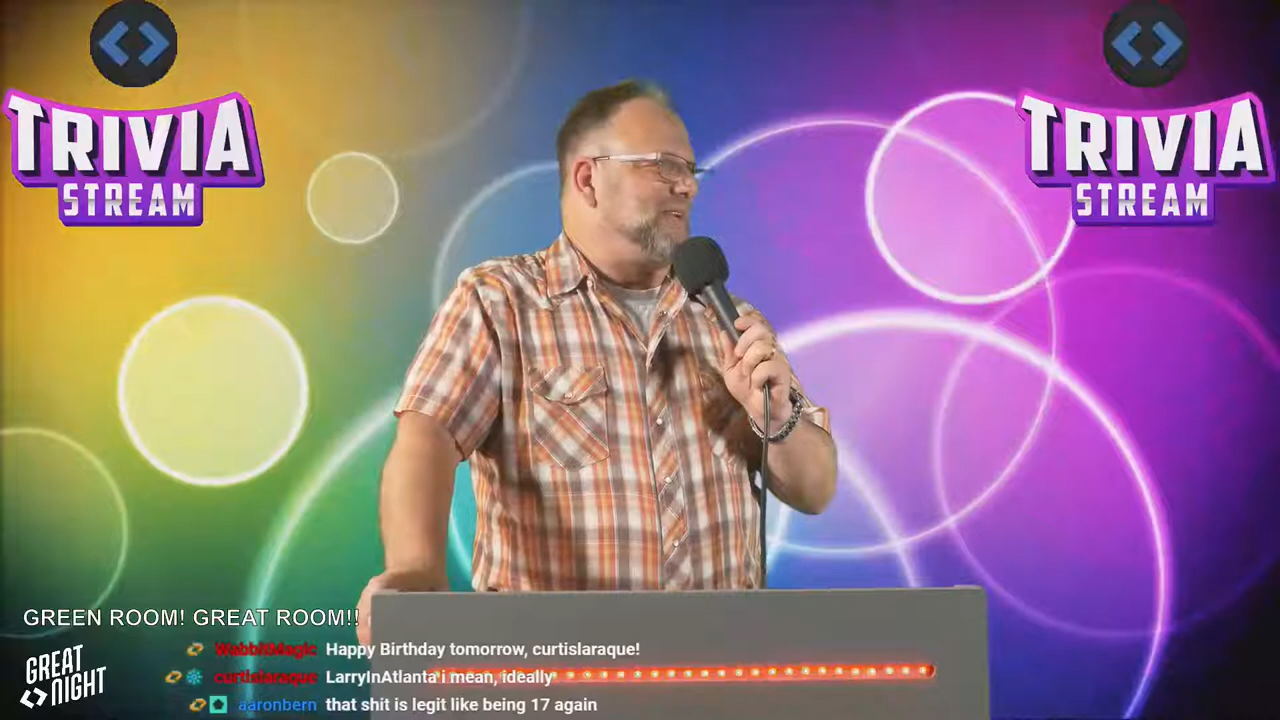 TRIVIA
STREAM
TRIVIA
STREAM
GREEN ROOM! GREAT ROOM!!
WabbitMagic Happy Birthday tomorrow, curtislaraque!
curtislaraque LarryInAtlanta i mean, ideally
aaronbern that shit is legit like being 17 again
GREAT
NIGHT